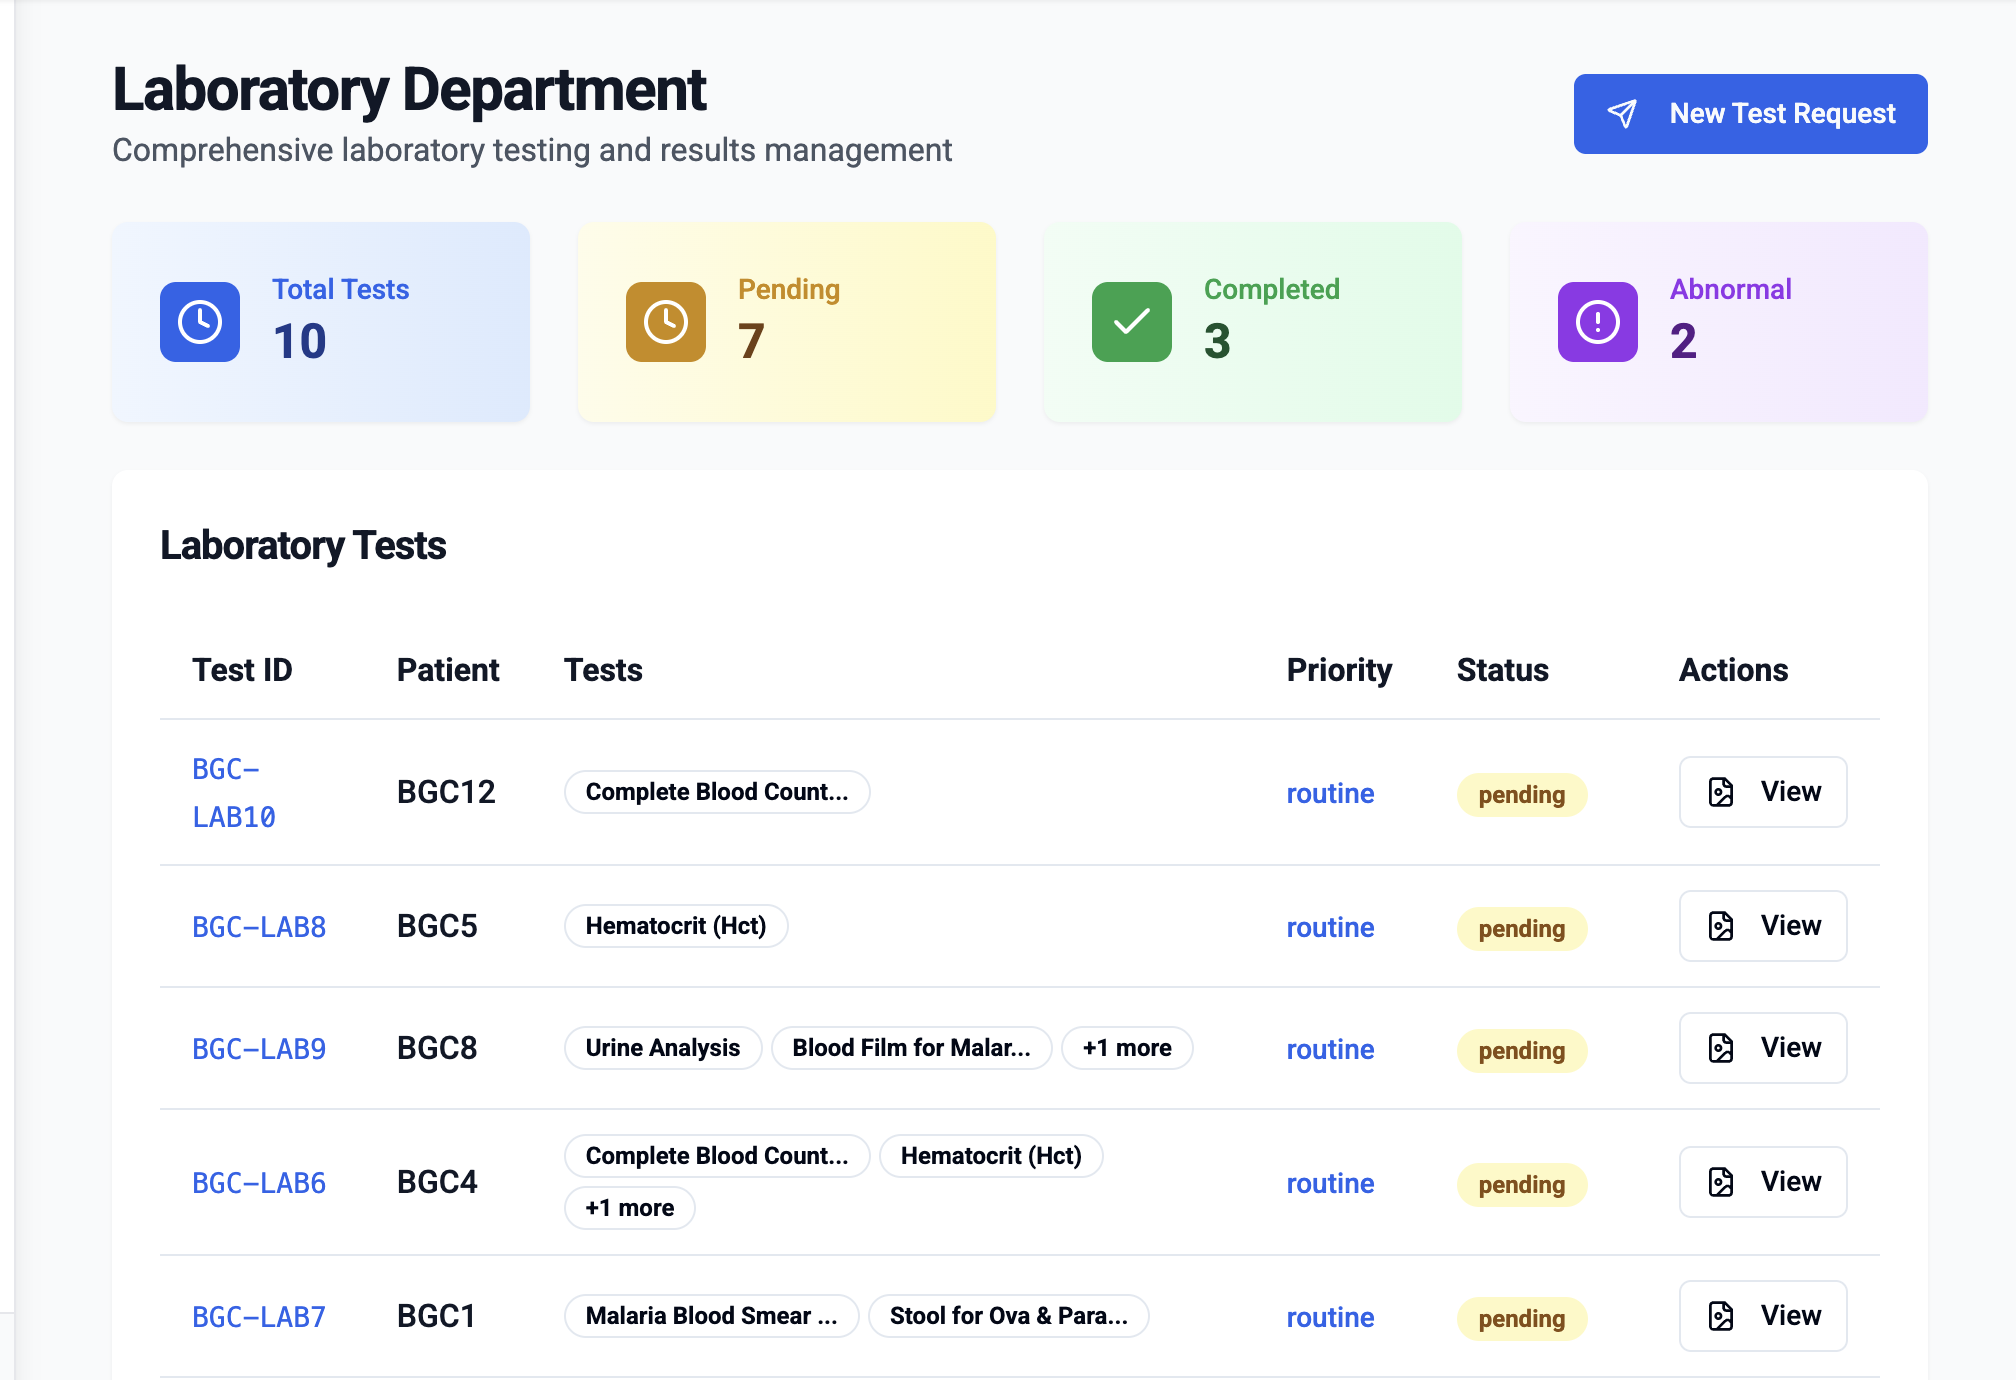 Laboratory Department
Comprehensive laboratory testing and results management
New Test Request
Total Tests
10
Pending
7
Completed
3
Abnormal
2
Laboratory Tests
Test ID Patient Tests Priority Status Actions
BGC-
LAB10 BGC12 Complete Blood Count... routine pending View
BGC-LAB8 BGC5 Hematocrit (Hct) routine pending View
BGC-LAB9 BGC8 Urine Analysis Blood Film for Malar... +1 more routine pending View
BGC-LAB6 BGC4 Complete Blood Count... Hematocrit (Hct) routine pending View
+1 more
BGC-LAB7 BGC1 Malaria Blood Smear ... Stool for Ova & Para... routine pending View